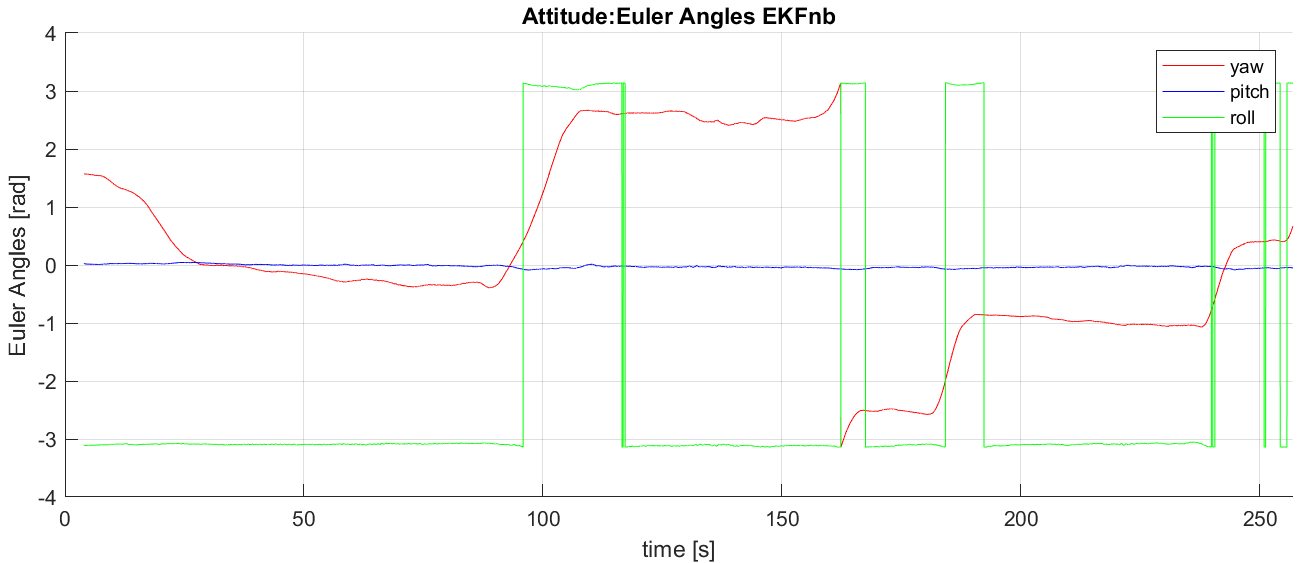 Attitude:Euler Angles EKFnb
Euler Angles [rad]
4
3
2
1
0
-1
-2
-3
-4
yaw
pitch
roll
0 50 100 150 200 250
time [s]